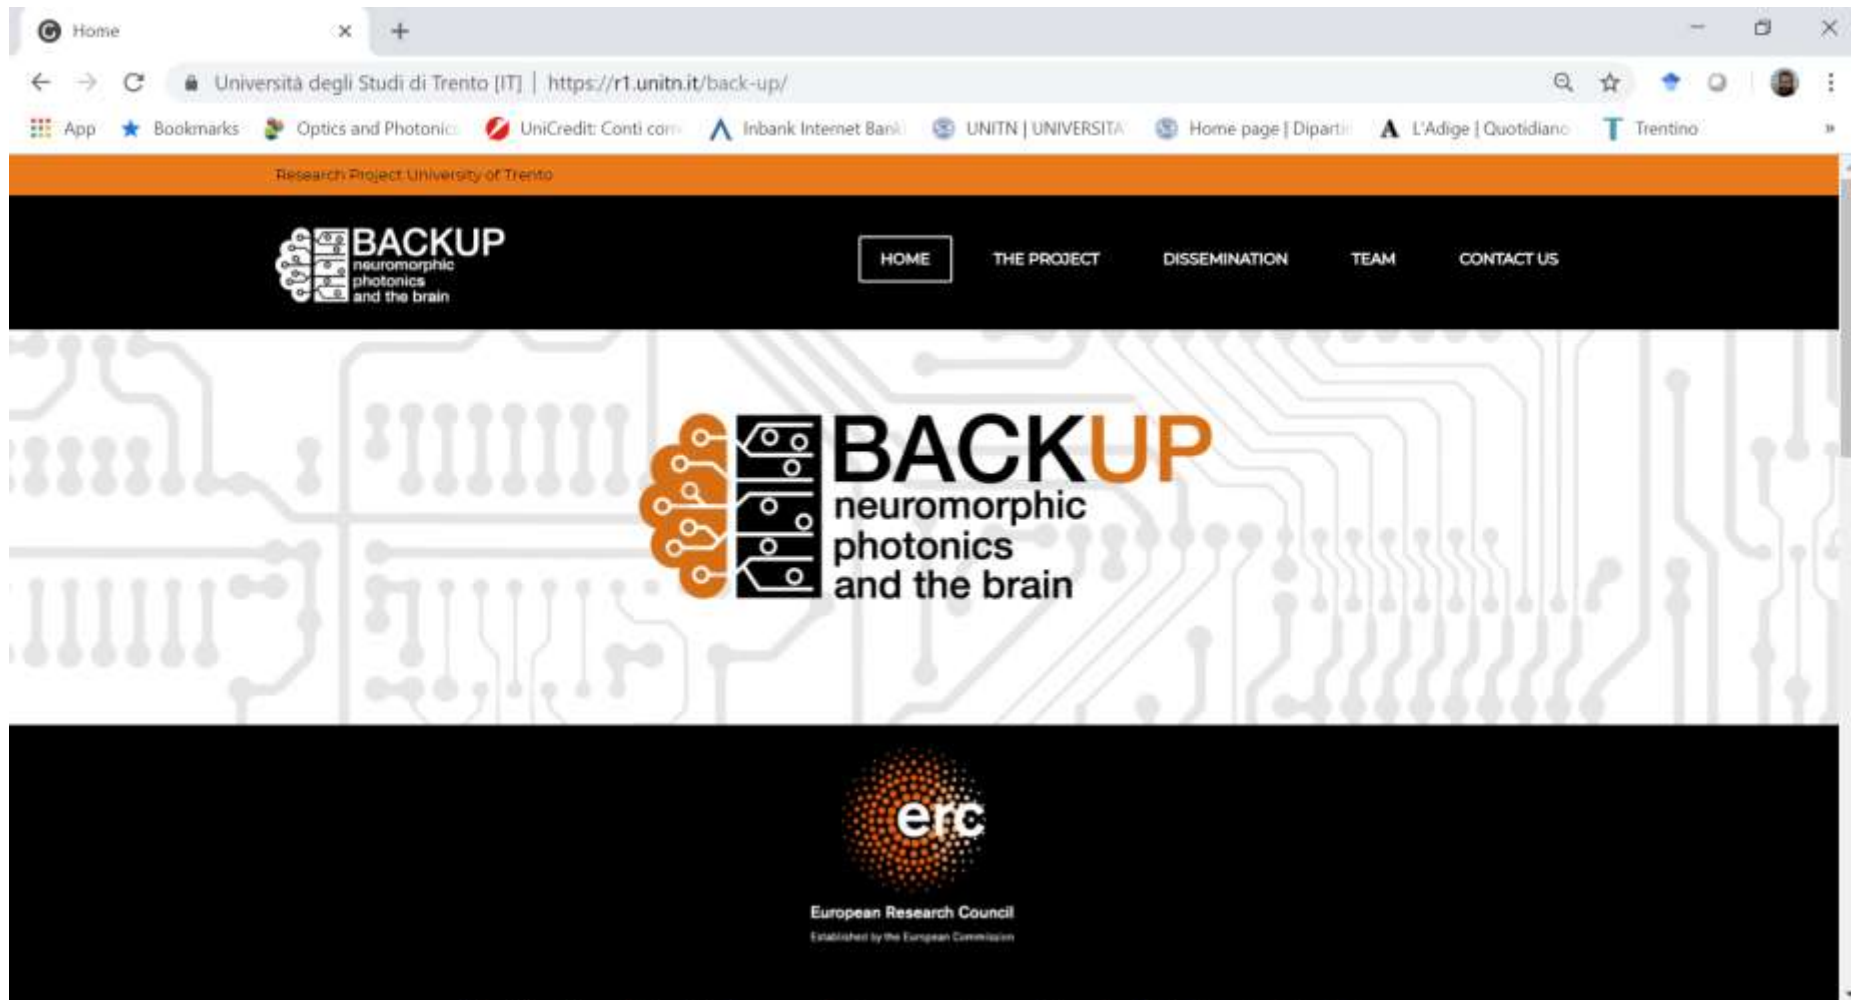 Home
Università degli Studi di Trento [IT] | https://r1.unitn.it/back-up/
App Bookmarks Optics and Photonic UniCredit: Conti corr Inbank Internet Bank UNITN | UNIVERSITA Home page | Diparti L'Adige | Quotidiano Trentino
Research Project University of Trento
BACKUP
neuromorphic
photonics
and the brain
HOME THE PROJECT DISSEMINATION TEAM CONTACT US
BACKUP
neuromorphic
photonics
and the brain
erc
European Research Council
Established by the European Commission